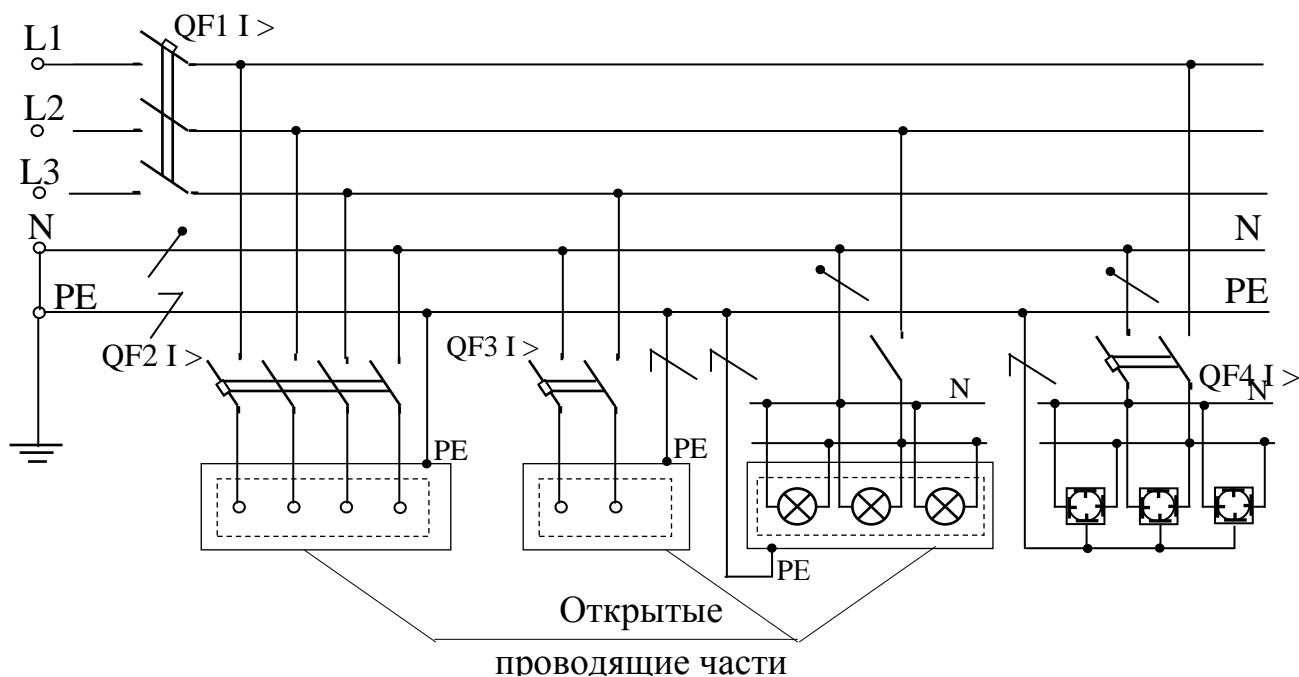 QF1 I >
L1
L2
L3
N
N
PE
PE
QF2 I >
QF3 I >
QF4 I >
N
N
PE
PE
PE
Открытые
проводящие части